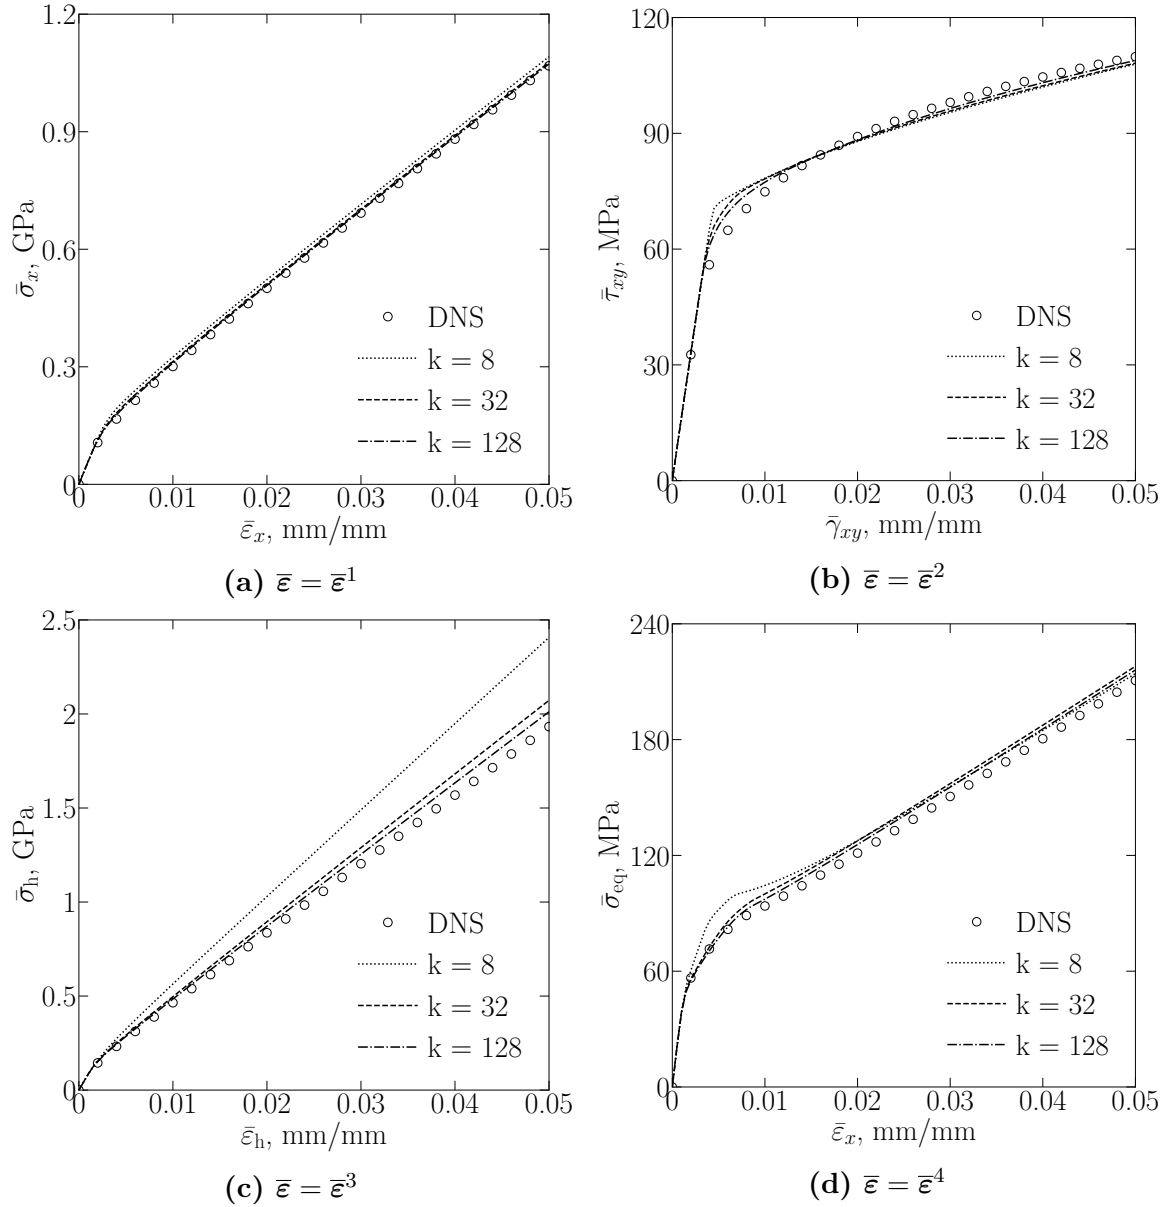 1.2
0.9
0.6
0.3
0
σ̄x, GPa
DNS
k = 8
k = 32
k = 128
0 0.01 0.02 0.03 0.04 0.05
ε̄x, mm/mm
(a) ε̄ = ε̄¹
120
90
60
30
0
τ̄xy, MPa
DNS
k = 8
k = 32
k = 128
0 0.01 0.02 0.03 0.04 0.05
γ̄xy, mm/mm
(b) ε̄ = ε̄²
2.5
2
1.5
1
0.5
0
σ̄h, GPa
DNS
k = 8
k = 32
k = 128
0 0.01 0.02 0.03 0.04 0.05
ε̄h, mm/mm
(c) ε̄ = ε̄³
240
180
120
60
0
σ̄eq, MPa
DNS
k = 8
k = 32
k = 128
0 0.01 0.02 0.03 0.04 0.05
ε̄x, mm/mm
(d) ε̄ = ε̄⁴